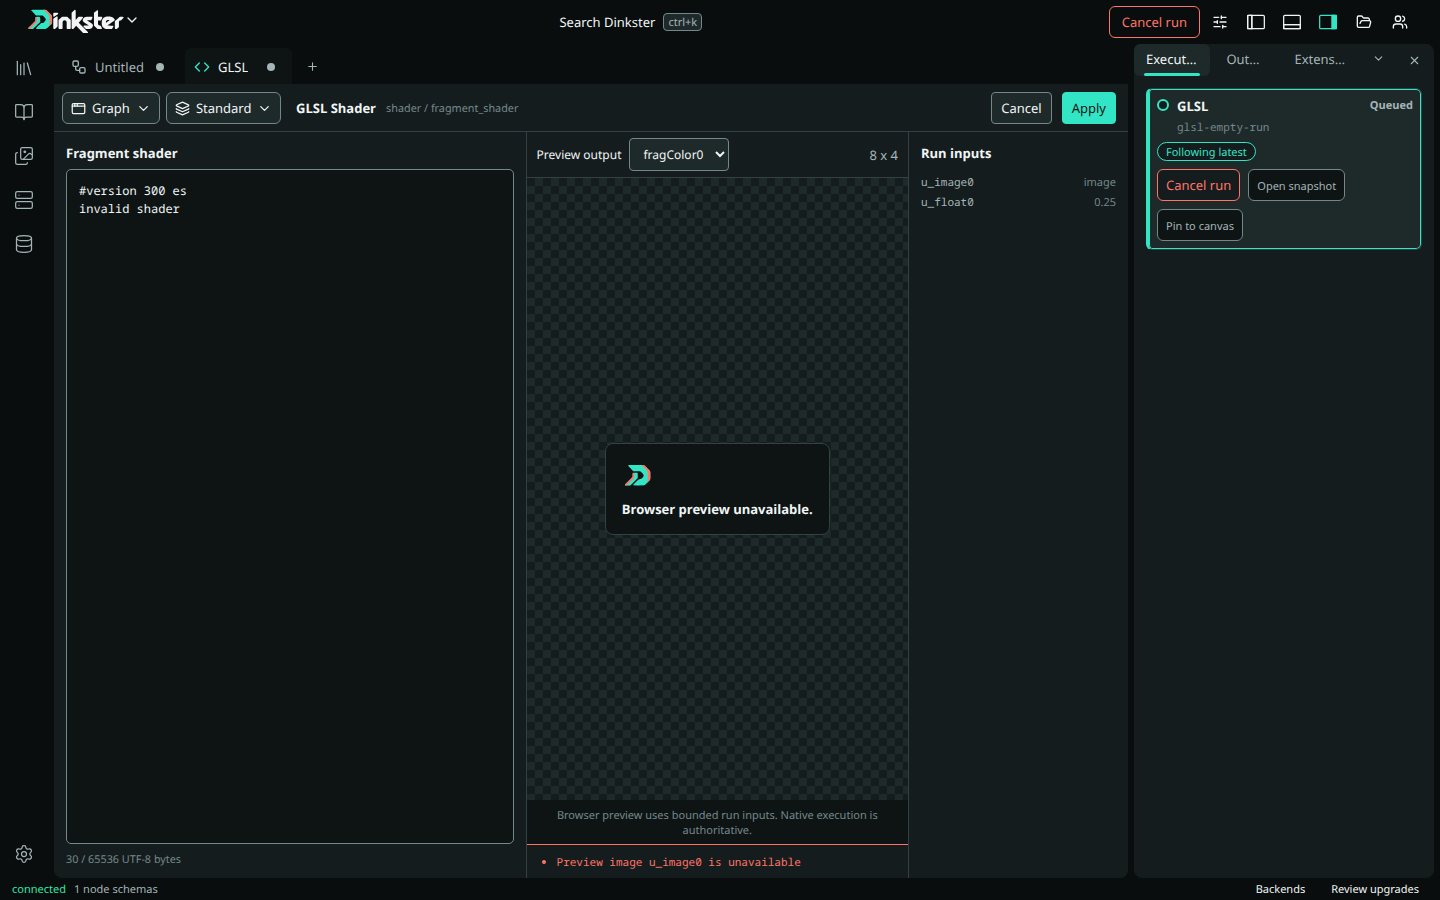 Dinkster
Search Dinkster ctrl+k
Cancel run
Untitled
GLSL
Graph
Standard
GLSL Shader shader / fragment_shader
Cancel
Apply
Fragment shader
#version 300 es
invalid shader
30 / 65536 UTF-8 bytes
Preview output fragColor0 8 x 4
Browser preview unavailable.
Browser preview uses bounded run inputs. Native execution is
authoritative.
• Preview image u_image0 is unavailable
Run inputs
u_image0 image
u_float0 0.25
Execut... Out... Extens...
GLSL Queued
glsl-empty-run
Following latest
Cancel run Open snapshot
Pin to canvas
connected 1 node schemas
Backends Review upgrades